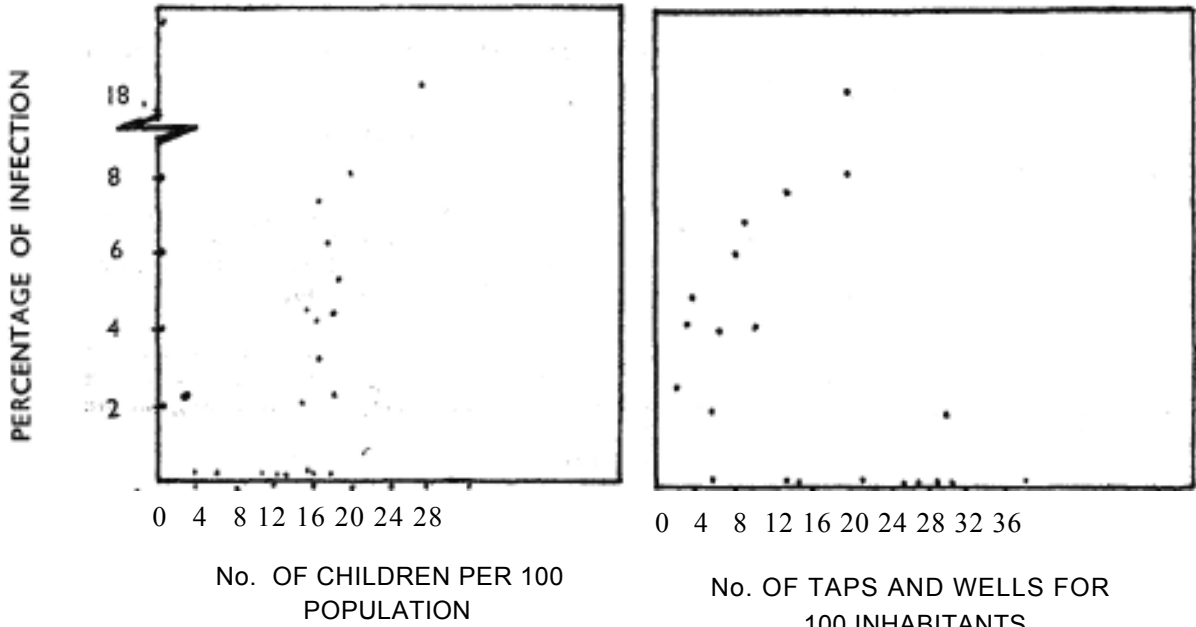 PERCENTAGE OF INFECTION
18
8
6
4
2
0 4 8 12 16 20 24 28
No. OF CHILDREN PER 100
POPULATION
0 4 8 12 16 20 24 28 32 36
No. OF TAPS AND WELLS FOR
100 INHABITANTS